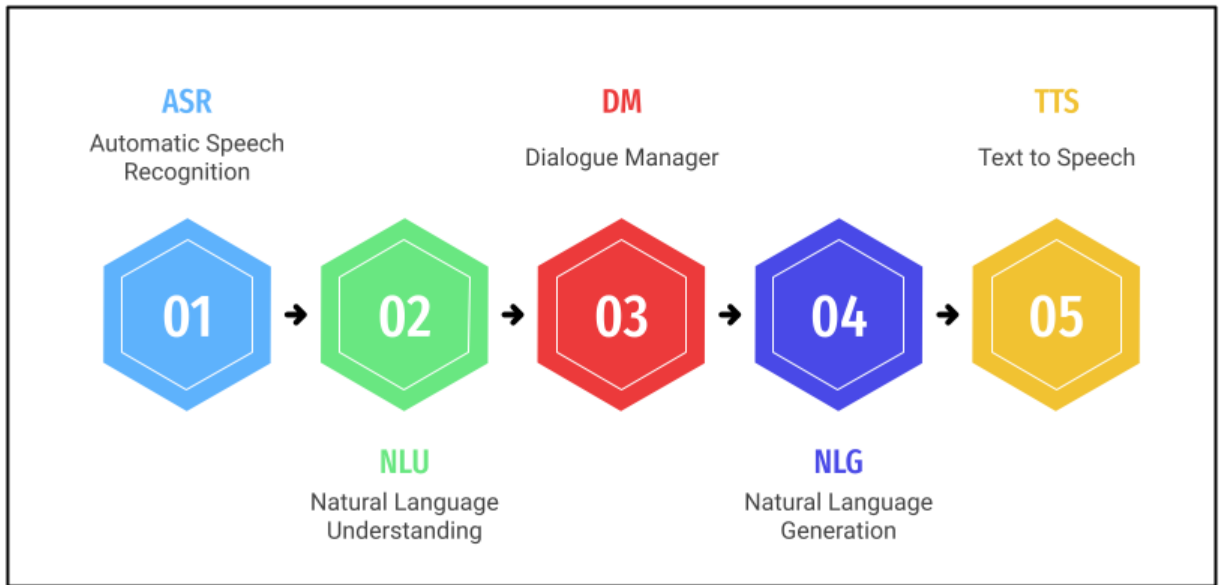 ASR
Automatic Speech
Recognition
DM
Dialogue Manager
TTS
Text to Speech
01
02
03
04
05
NLU
Natural Language
Understanding
NLG
Natural Language
Generation